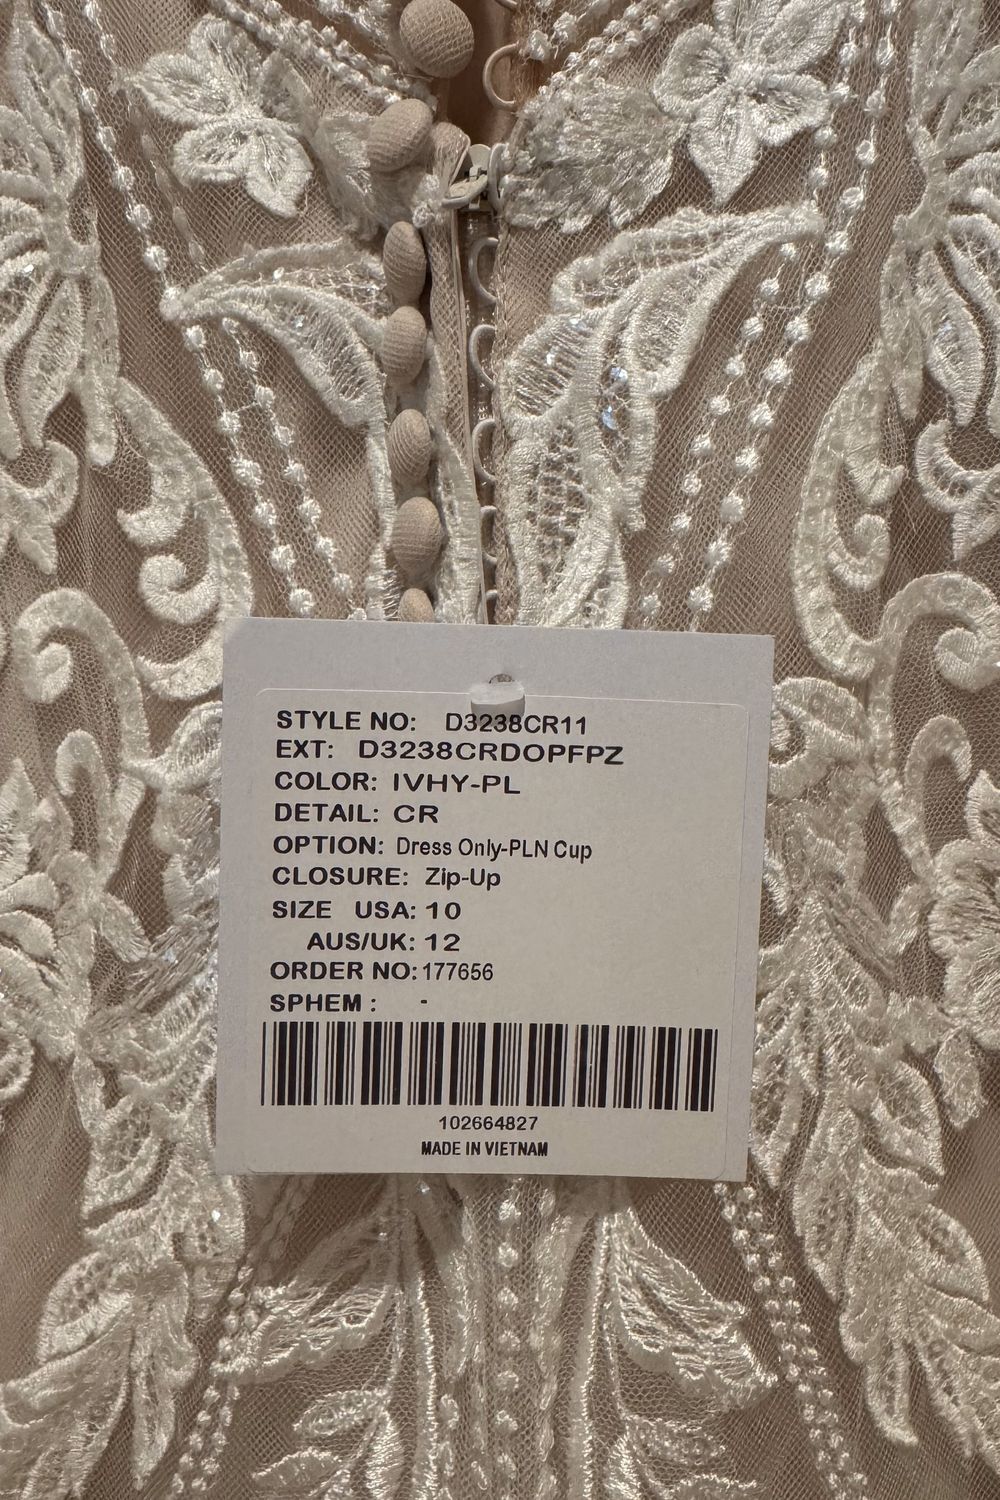 STYLE NO: D3238CR11
EXT: D3238CRDOPFPZ
COLOR: IVHY-PL
DETAIL: CR
OPTION: Dress Only-PLN Cup
CLOSURE: Zip-Up
SIZE USA: 10
AUS/UK: 12
ORDER NO: 177656
SPHEM : -
102664827
MADE IN VIETNAM